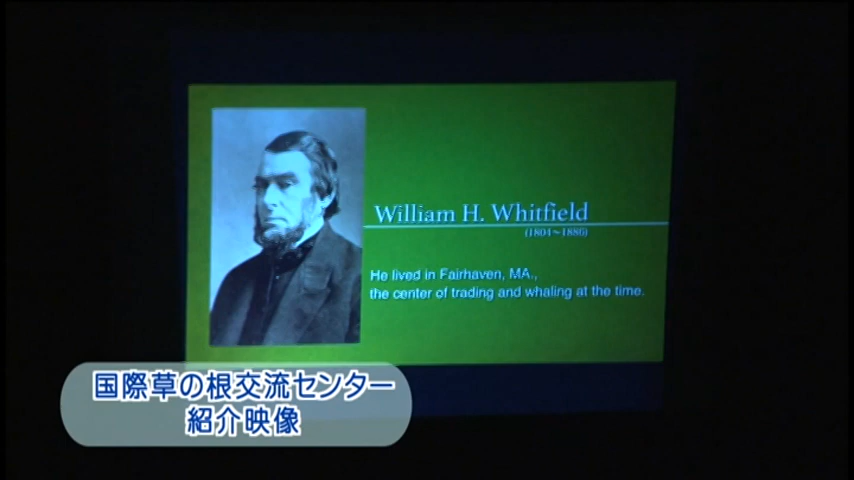 William H. Whitfield
(1804~1886)
He lived in Fairhaven, MA.,
the center of trading and whaling at the time.
国際草の根交流センター
紹介映像